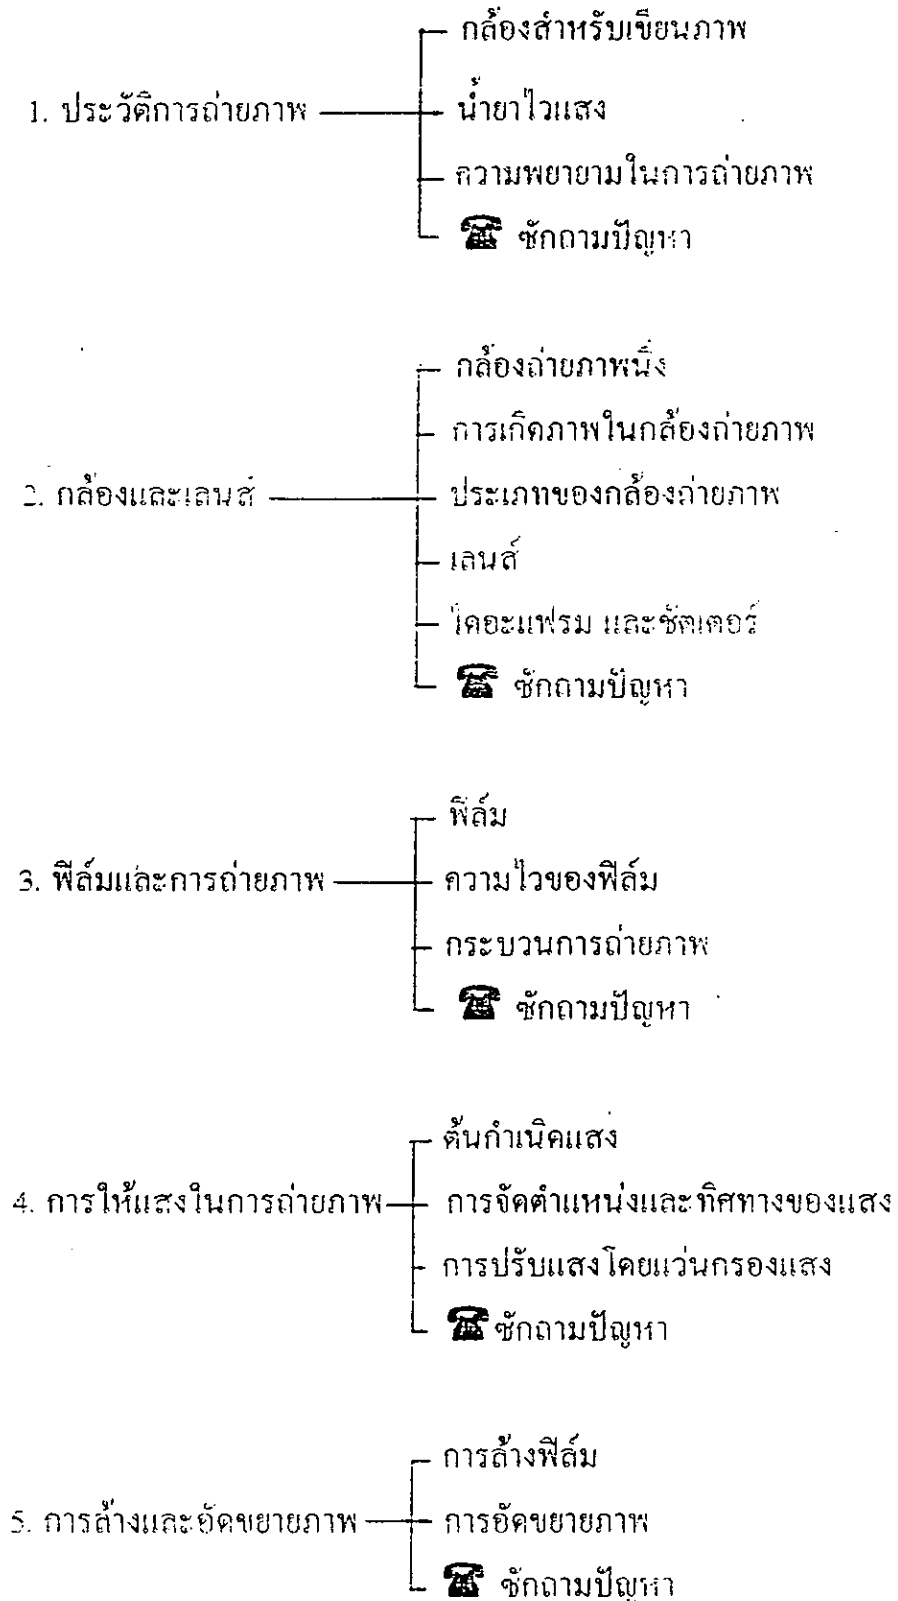 กล้องสำหรับเขียนภาพ
1. ประวัติการถ่ายภาพ
น้ำยาไวแสง
ความพยายามในการถ่ายภาพ
☎ ซักถามปัญหา
กล้องถ่ายภาพนิ่ง
การเกิดภาพในกล้องถ่ายภาพ
2. กล้องและเลนส์
ประเภทของกล้องถ่ายภาพ
เลนส์
ไดอะแฟรม และชัตเตอร์
☎ ซักถามปัญหา
ฟิล์ม
3. ฟิล์มและการถ่ายภาพ
ความไวของฟิล์ม
กระบวนการถ่ายภาพ
☎ ซักถามปัญหา
ต้นกำเนิดแสง
4. การให้แสงในการถ่ายภาพ
การจัดตำแหน่งและทิศทางของแสง
การปรับแสงโดยแว่นกรองแสง
☎ ซักถามปัญหา
การล้างฟิล์ม
5. การล้างและอัดขยายภาพ
การอัดขยายภาพ
☎ ซักถามปัญหา